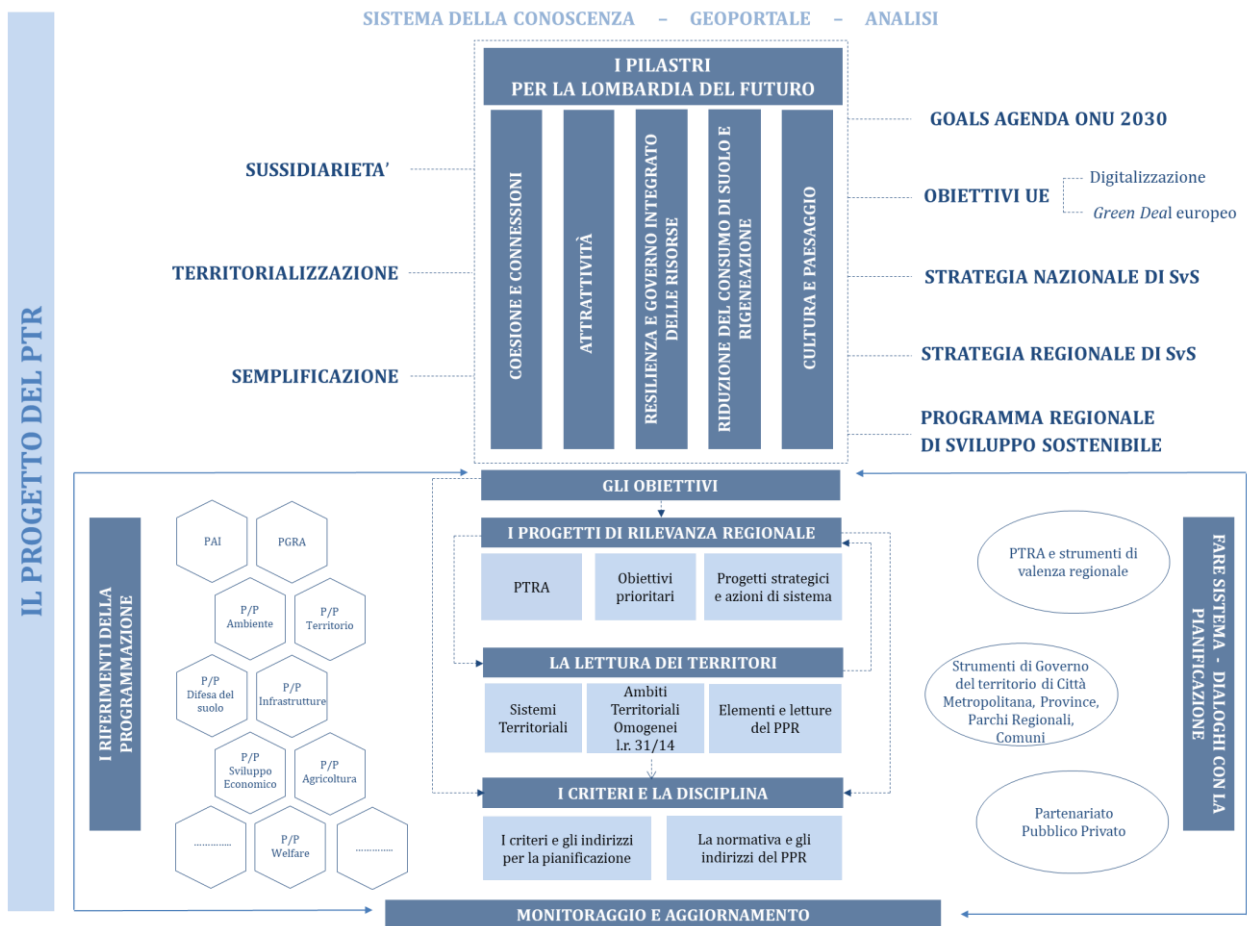 SISTEMA DELLA CONOSCENZA – GEOPORTALE – ANALISI
IL PROGETTO DEL PTR
I PILASTRI
PER LA LOMBARDIA DEL FUTURO
COESIONE E CONNESSIONI
ATTRATTIVITÀ
RESILIENZA E GOVERNO INTEGRATO
DELLE RISORSE
RIDUZIONE DEL CONSUMO DI SUOLO E
RIGENEAZIONE
CULTURA E PAESAGGIO
SUSSIDIARIETA’
TERRITORIALIZZAZIONE
SEMPLIFICAZIONE
GOALS AGENDA ONU 2030
OBIETTIVI UE
Digitalizzazione
Green Deal europeo
STRATEGIA NAZIONALE DI SvS
STRATEGIA REGIONALE DI SvS
PROGRAMMA REGIONALE
DI SVILUPPO SOSTENIBILE
GLI OBIETTIVI
I PROGETTI DI RILEVANZA REGIONALE
PTRA
Obiettivi
prioritari
Progetti strategici
e azioni di sistema
LA LETTURA DEI TERRITORI
Sistemi
Territoriali
Ambiti
Territoriali
Omogenei
l.r. 31/14
Elementi e letture
del PPR
I CRITERI E LA DISCIPLINA
I criteri e gli indirizzi
per la pianificazione
La normativa e gli
indirizzi del PPR
I RIFERIMENTI DELLA
PROGRAMMAZIONE
PAI
PGRA
P/P
Ambiente
P/P
Territorio
P/P
Difesa del
suolo
P/P
Infrastrutture
P/P
Sviluppo
Economico
P/P
Agricoltura
..............
P/P
Welfare
..............
FARE SISTEMA - DIALOGHI CON LA
PIANIFICAZIONE
PTRA e strumenti di
valenza regionale
Strumenti di Governo
del territorio di Città
Metropolitana, Province,
Parchi Regionali,
Comuni
Partenariato
Pubblico Privato
MONITORAGGIO E AGGIORNAMENTO